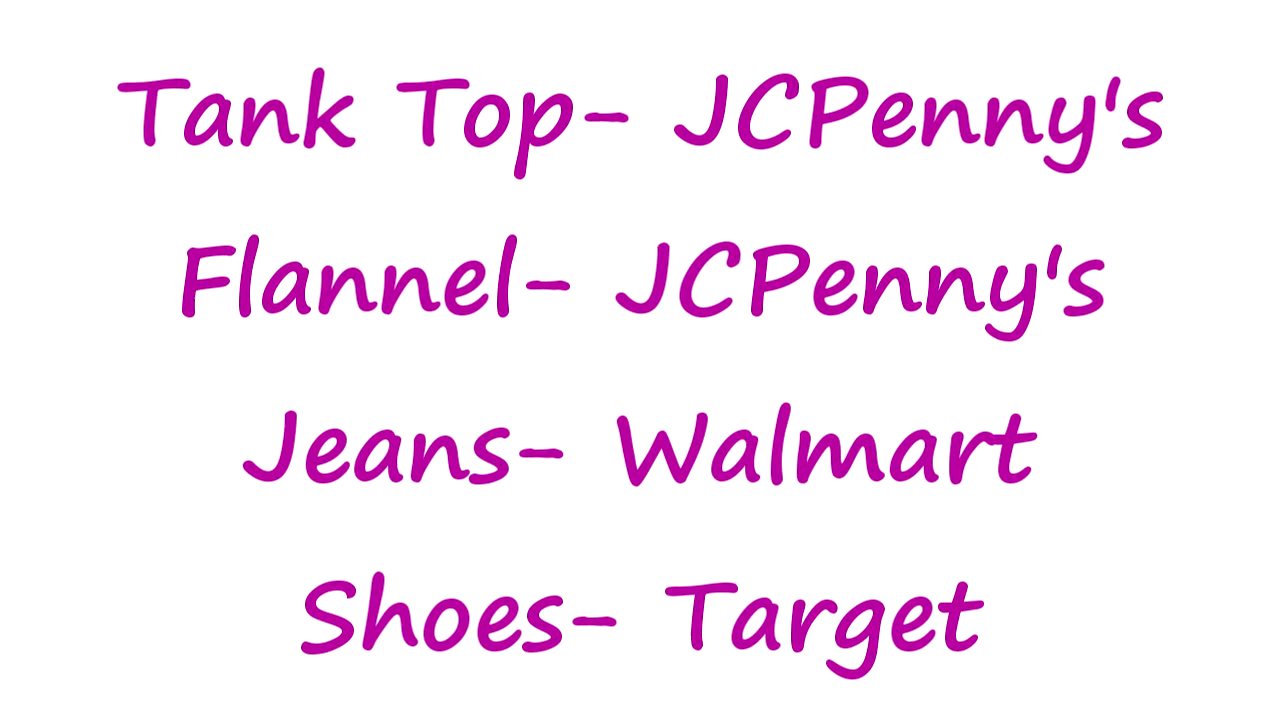 Tank Top- JCPenny's
Flannel- JCPenny's
Jeans- Walmart
Shoes- Target